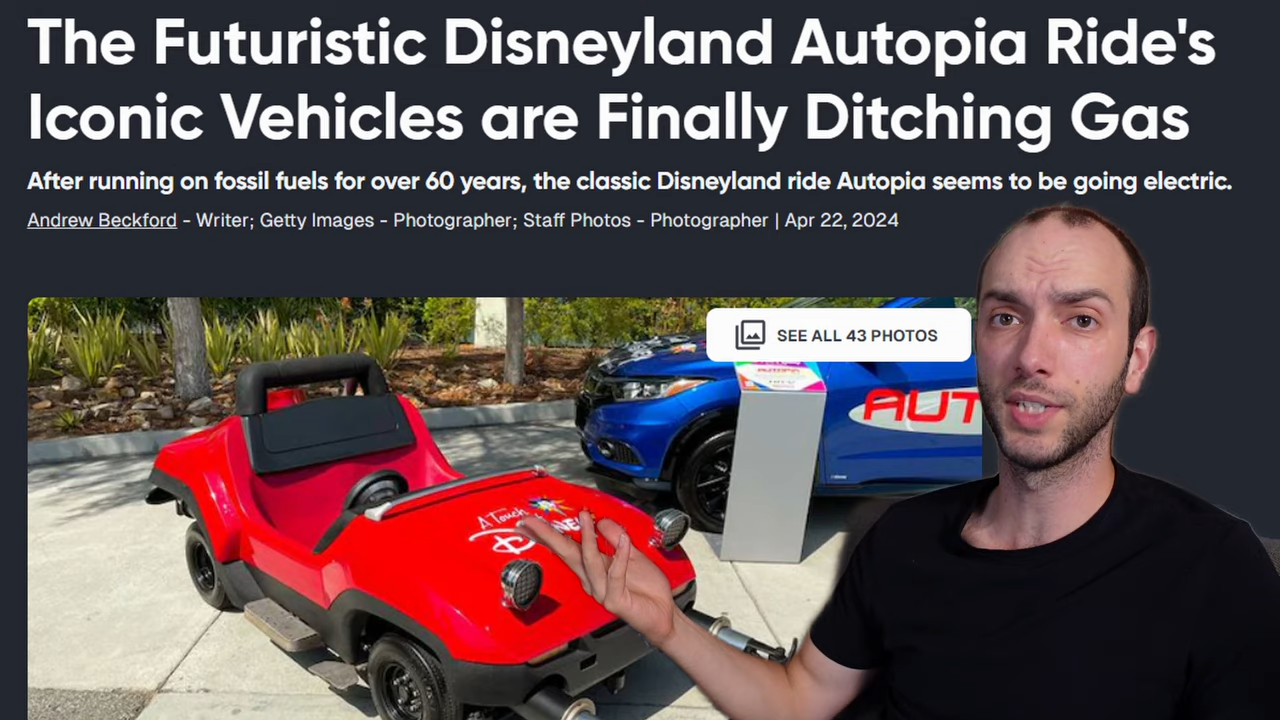 The Futuristic Disneyland Autopia Ride's
Iconic Vehicles are Finally Ditching Gas
After running on fossil fuels for over 60 years, the classic Disneyland ride Autopia seems to be going electric.
Andrew Beckford - Writer; Getty Images - Photographer; Staff Photos - Photographer | Apr 22, 2024
SEE ALL 43 PHOTOS
AUT
A Touch